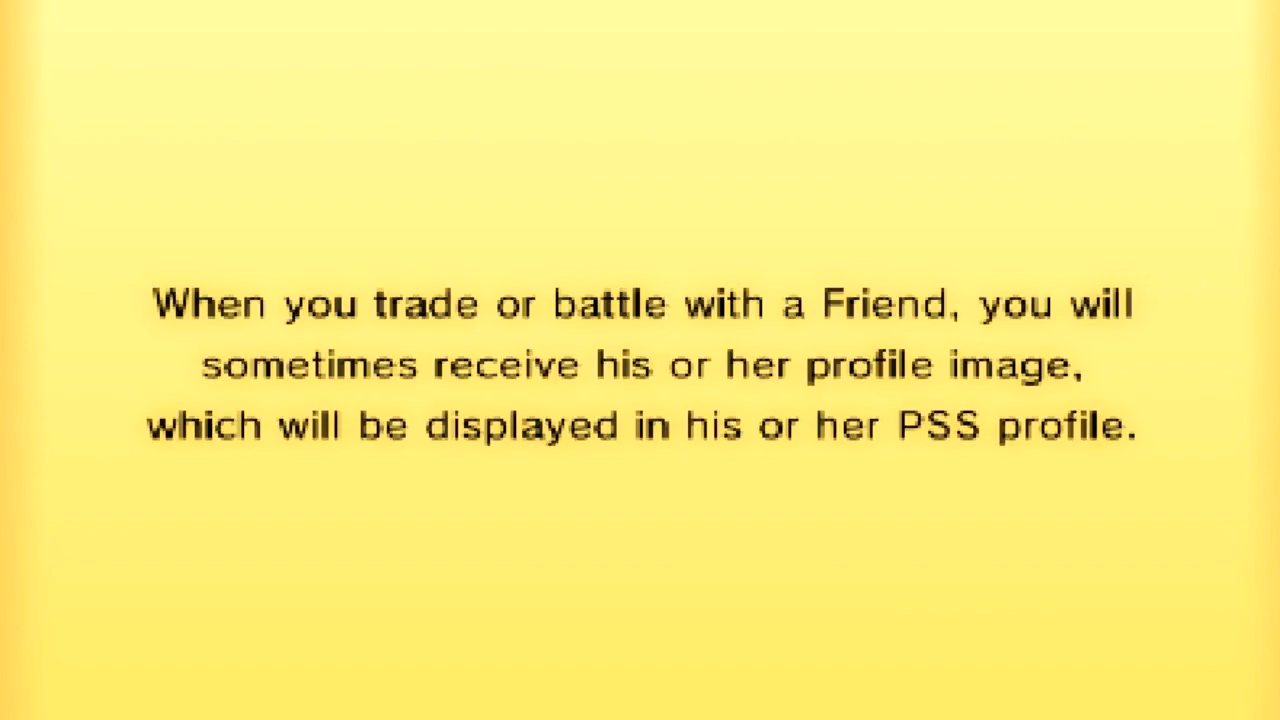 When you trade or battle with a Friend, you will
sometimes receive his or her profile image,
which will be displayed in his or her PSS profile.